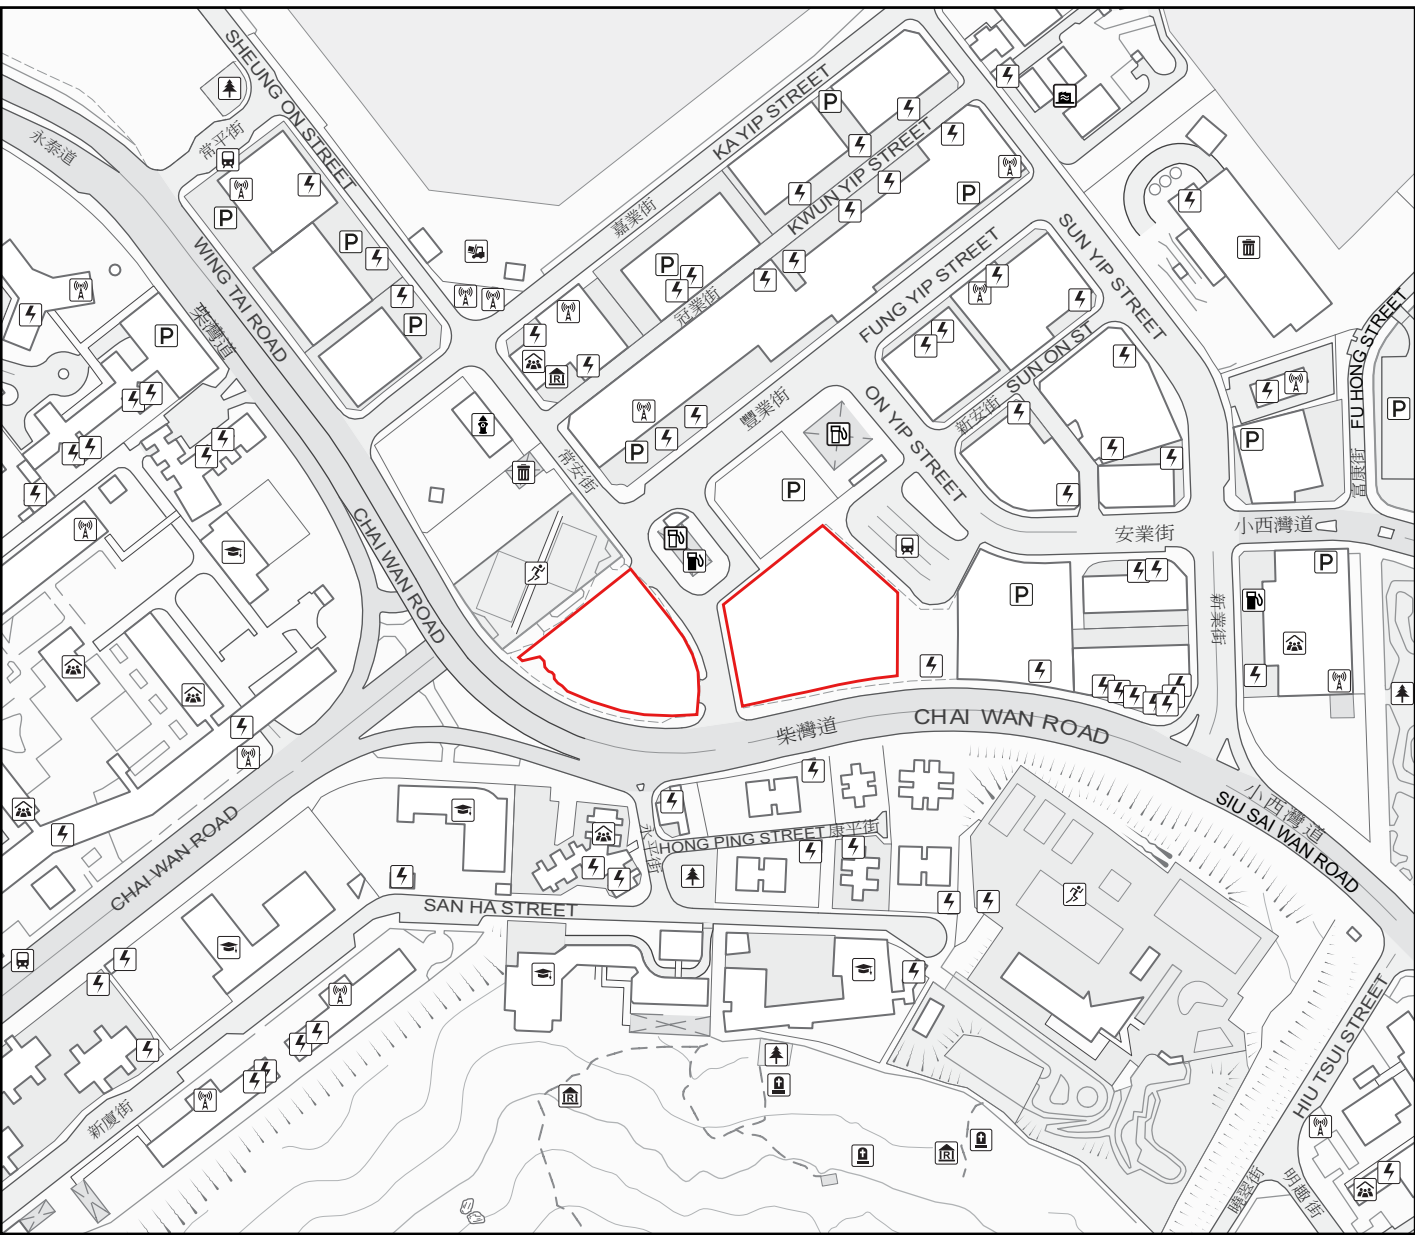 SHEUNG ON STREET
常平街
永泰道
KA YIP STREET
嘉業街
KWUN YIP STREET
冠業街
WING TAI ROAD
柴灣道
FUNG YIP STREET
豐業街
SUN YIP STREET
SUN ON ST
新安街
ON YIP STREET
FU HONG STREET
富康街
常安街
CHAI WAN ROAD
安業街
小西灣道
新業街
柴灣道
CHAI WAN ROAD
小西灣道
SIU SAI WAN ROAD
永平街
HONG PING STREET 康平街
CHAI WAN ROAD
SAN HA STREET
新廈街
HIU TSUI STREET
曉翠街
明趣街
P
P
P
P
P
P
P
P
P
P
P
P
P
R
R
R